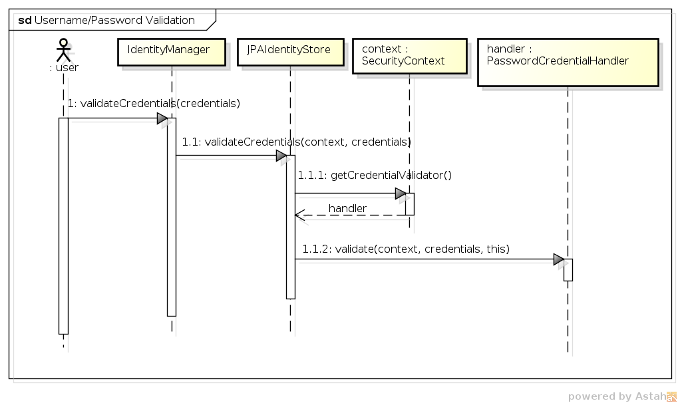 sd Username/Password Validation
: user
IdentityManager
JPAIdentityStore
context :
SecurityContext
handler :
PasswordCredentialHandler
1: validateCredentials(credentials)
1.1: validateCredentials(context, credentials)
1.1.1: getCredentialValidator()
handler
1.1.2: validate(context, credentials, this)
powered by Astah